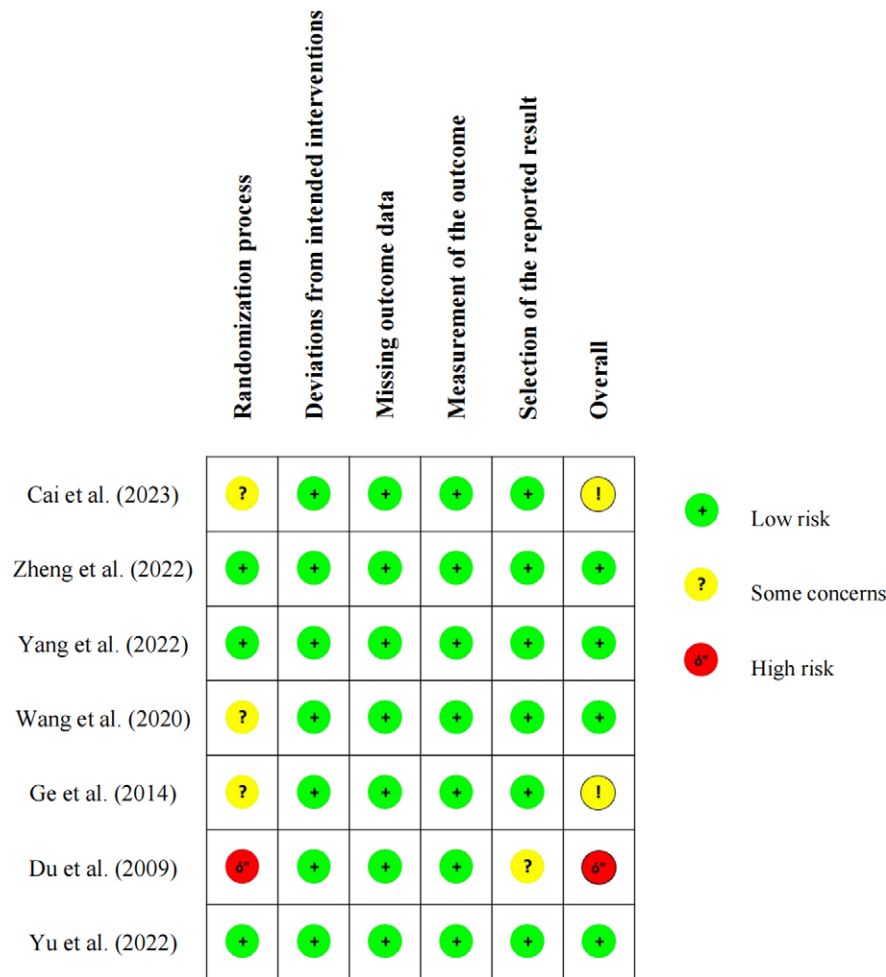 Randomization process
Deviations from intended interventions
Missing outcome data
Measurement of the outcome
Selection of the reported result
Overall
Cai et al. (2023) ? + + + + !
Zheng et al. (2022) + + + + + +
Yang et al. (2022) + + + + + +
Wang et al. (2020) ? + + + + +
Ge et al. (2014) ? + + + + !
Du et al. (2009) δ" + + + ? δ"
Yu et al. (2022) + + + + + +
+ Low risk
? Some concerns
δ" High risk